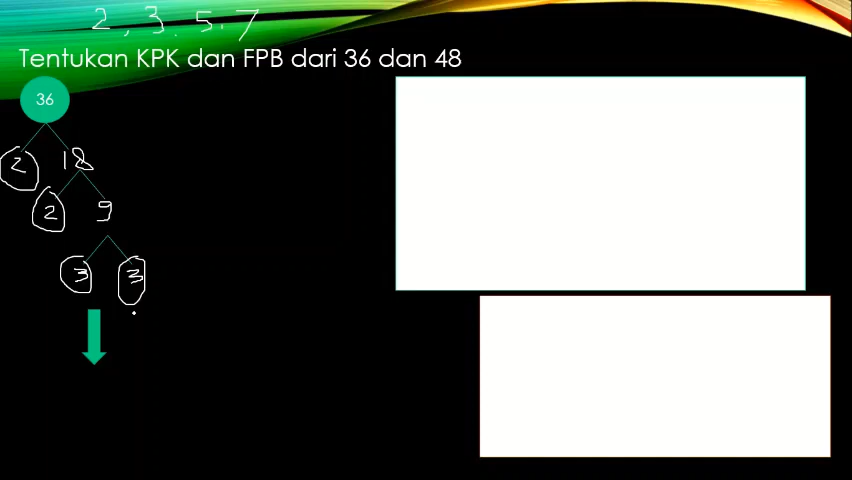 2, 3. 5. 7
Tentukan KPK dan FPB dari 36 dan 48
36
2 18
2 9
3 3